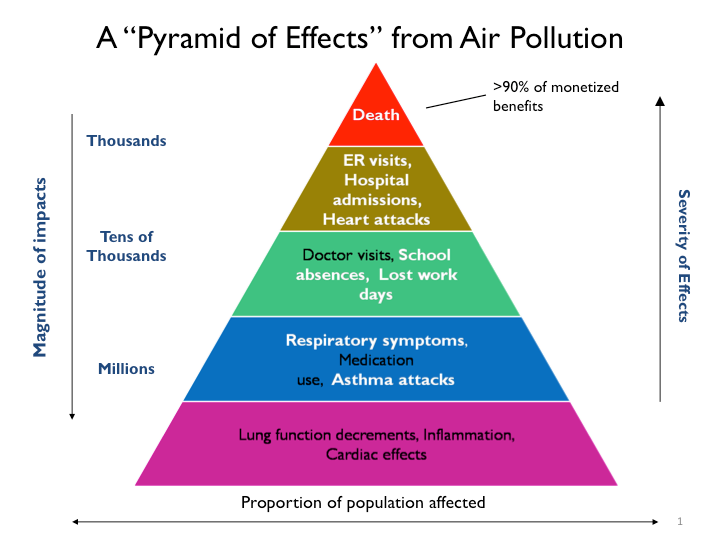 A “Pyramid of Effects” from Air Pollution
>90% of monetized
benefits
Death
Thousands
ER visits,
Hospital
admissions,
Heart attacks
Magnitude of impacts
Severity of Effects
Tens of
Thousands
Doctor visits, School
absences, Lost work
days
Respiratory symptoms,
Medication
use, Asthma attacks
Millions
Lung function decrements, Inflammation,
Cardiac effects
Proportion of population affected
1